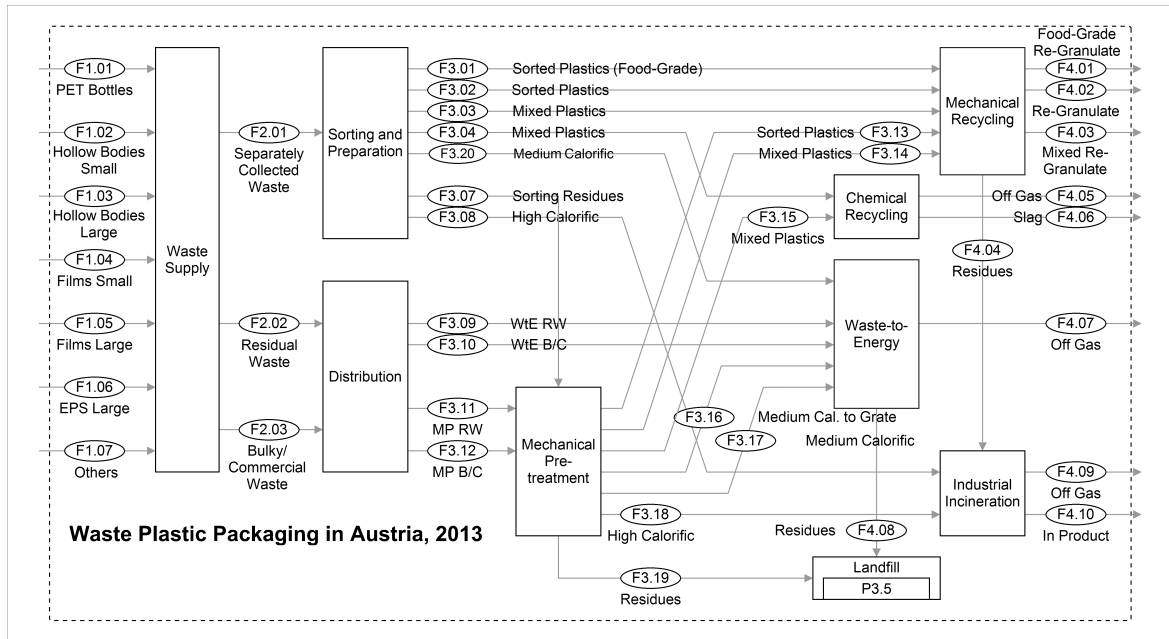 Food-Grade
Re-Granulate
F1.01
PET Bottles
F3.01
Sorted Plastics (Food-Grade)
F4.01
F3.02
Sorted Plastics
F4.02
Re-Granulate
F3.03
Mixed Plastics
Mechanical
Recycling
F1.02
Hollow Bodies
Small
F2.01
Separately
Collected
Waste
Sorting and
Preparation
F3.04
Mixed Plastics
Sorted Plastics
F3.13
F4.03
Mixed Re-
Granulate
F3.20
Medium Calorific
Mixed Plastics
F3.14
F1.03
Hollow Bodies
Large
F3.07
Sorting Residues
Chemical
Recycling
Off Gas
F4.05
F3.08
High Calorific
F3.15
Mixed Plastics
Slag
F4.06
Waste
Supply
F4.04
Residues
F1.04
Films Small
F1.05
Films Large
F2.02
Residual
Waste
F3.09
WtE RW
Waste-to-
Energy
F4.07
Off Gas
F3.10
WtE B/C
Distribution
F1.06
EPS Large
F3.11
MP RW
F3.16
Medium Cal. to Grate
F2.03
Bulky/
Commercial
Waste
F3.17
Medium Calorific
F1.07
Others
F3.12
MP B/C
Mechanical
Pre-
treatment
Industrial
Incineration
F4.09
Off Gas
F3.18
High Calorific
F4.10
In Product
Waste Plastic Packaging in Austria, 2013
Residues
F4.08
Landfill
P3.5
F3.19
Residues